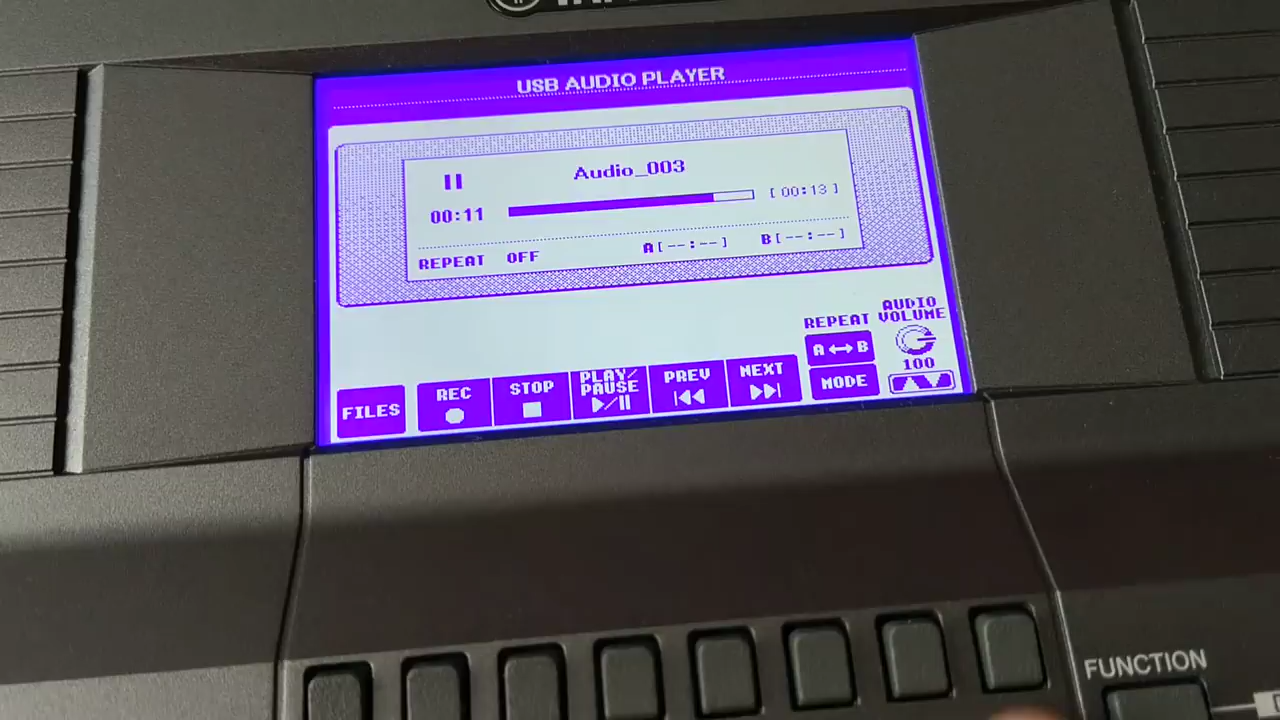 USB AUDIO PLAYER
Audio_003
00:11
[ 00:13 ]
REPEAT OFF
A[--:--]
B[--:--]
REPEAT
AUDIO VOLUME
A↔B
100
FILES
REC
STOP
PLAY/
PAUSE
PREV
NEXT
MODE
FUNCTION